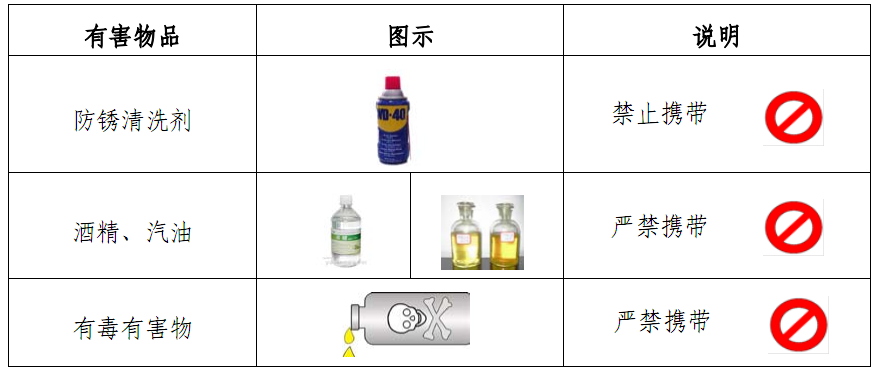 有害物品 图示 说明
防锈清洗剂
WD-40
禁止携带
酒精、汽油
严禁携带
有毒有害物
严禁携带